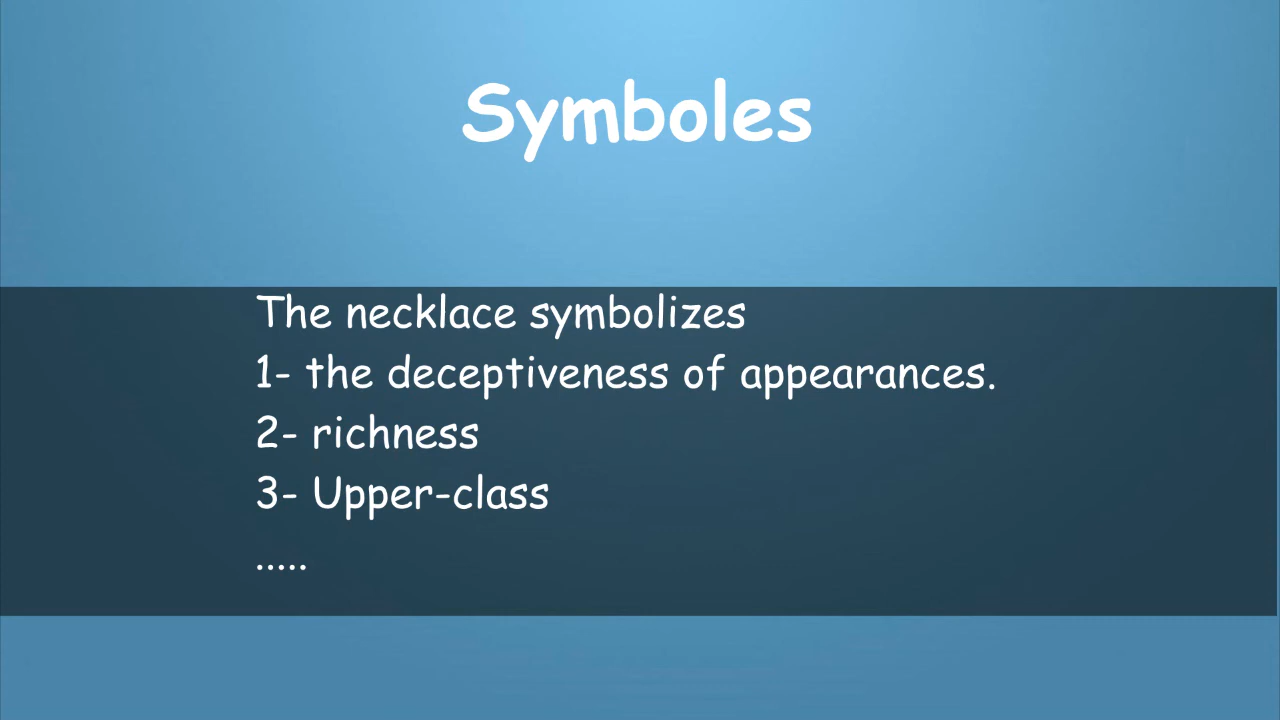 Symboles
The necklace symbolizes
1- the deceptiveness of appearances.
2- richness
3- Upper-class
.....